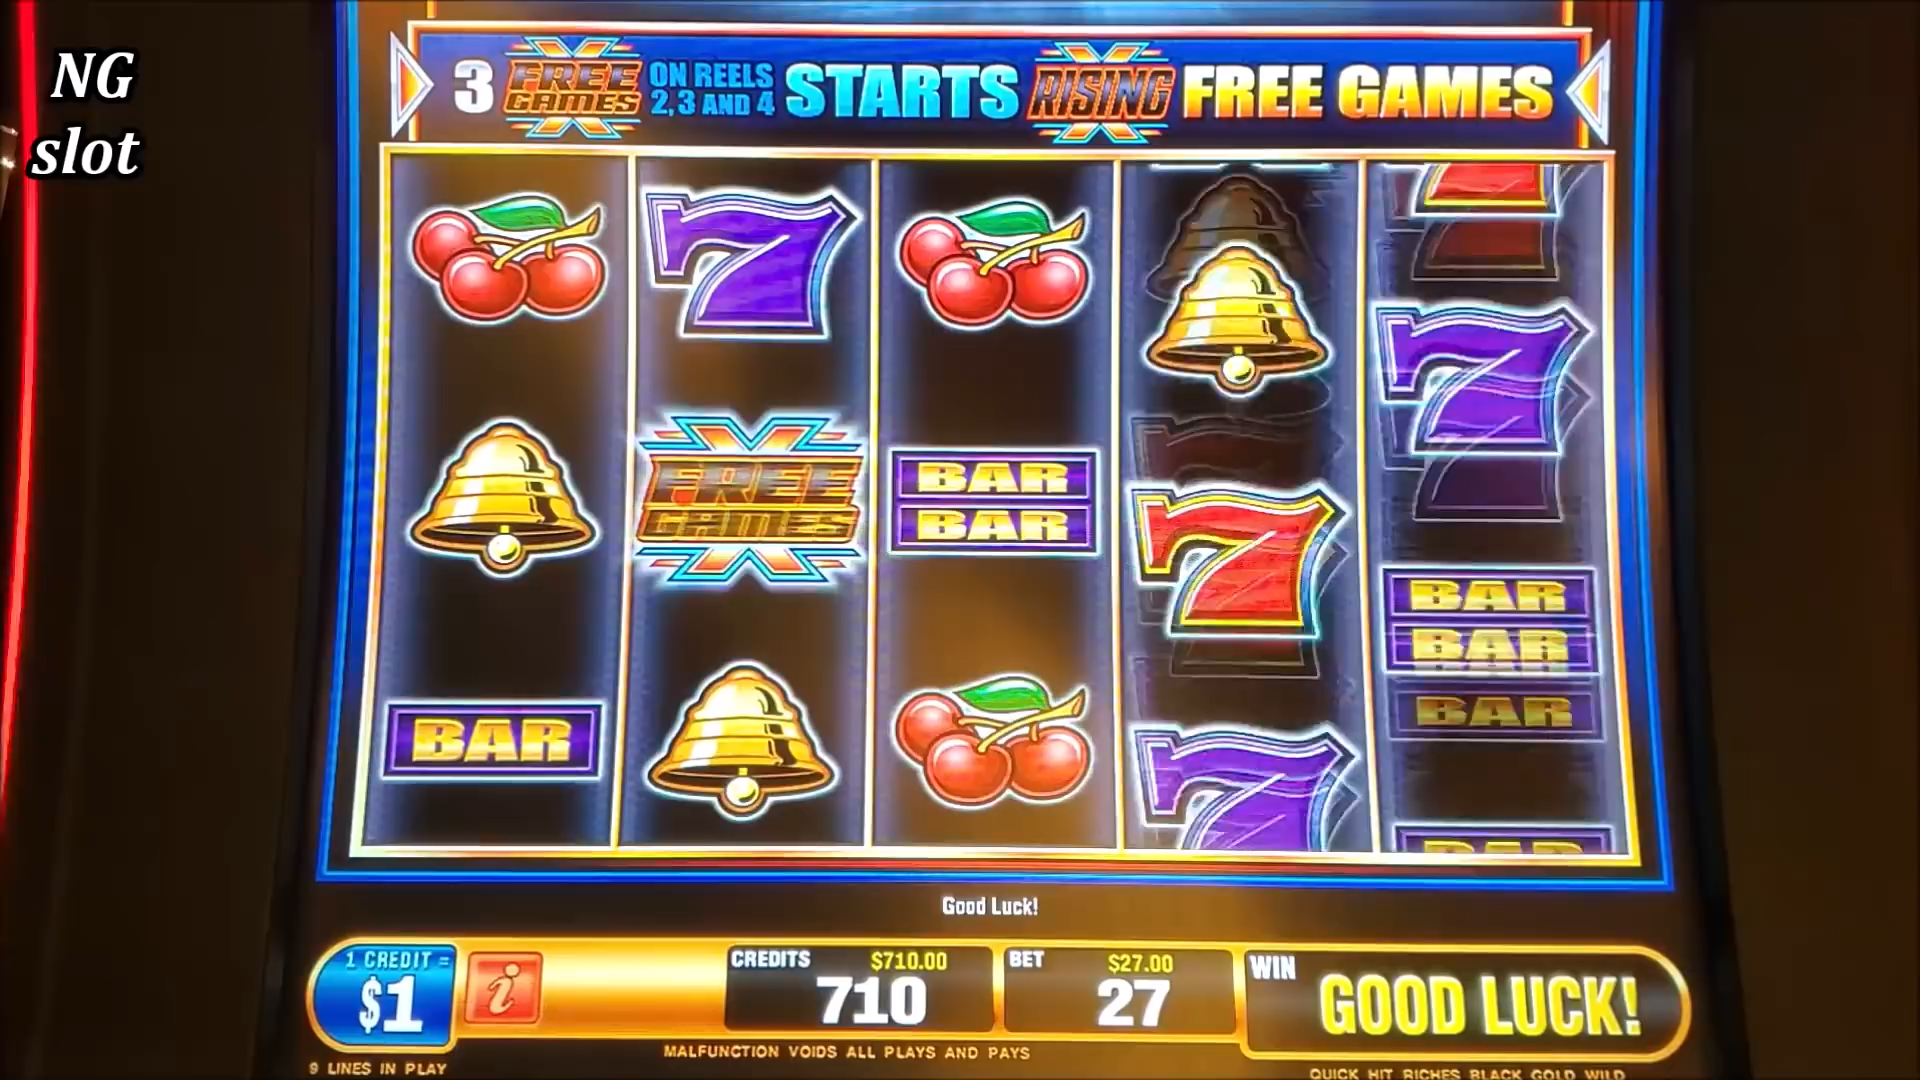 NG
slot
3 FREE GAMES ON REELS 2,3 AND 4 STARTS RISING FREE GAMES
FREE
GAMES
BAR
BAR
BAR
BAR
BAR
BAR
BAR
Good Luck!
1 CREDIT =
$1
i
CREDITS $710.00
710
BET $27.00
27
WIN
GOOD LUCK!
9 LINES IN PLAY
MALFUNCTION VOIDS ALL PLAYS AND PAYS
QUICK HIT RICHES BLACK GOLD WILD